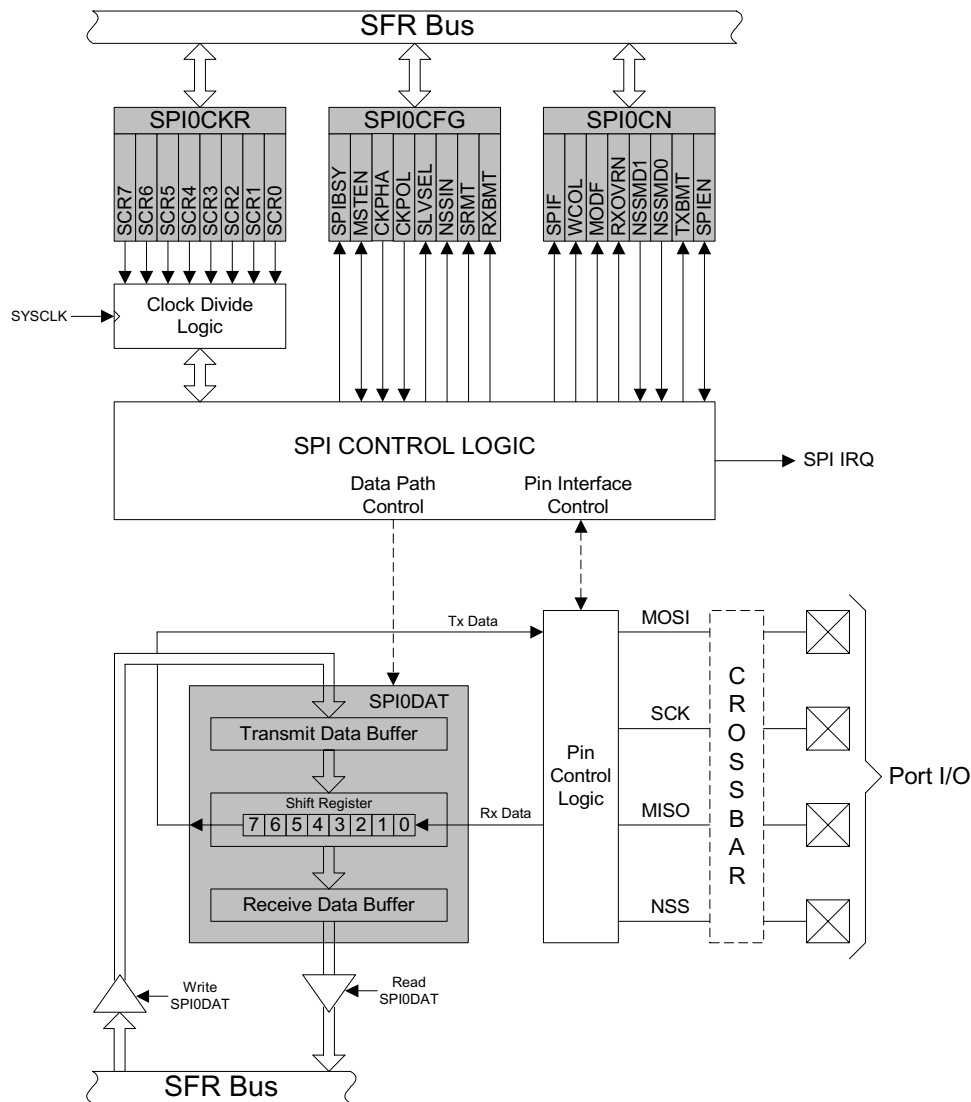 SFR Bus
SPI0CKR
SCR7
SCR6
SCR5
SCR4
SCR3
SCR2
SCR1
SCR0
SPI0CFG
SPIBSY
MSTEN
CKPHA
CKPOL
SLVSEL
NSSIN
SRMT
RXBMT
SPI0CN
SPIF
WCOL
MODF
RXOVRN
NSSMD1
NSSMD0
TXBMT
SPIEN
SYSCLK
Clock Divide
Logic
SPI CONTROL LOGIC
SPI IRQ
Data Path
Control
Pin Interface
Control
Tx Data
MOSI
SPI0DAT
Transmit Data Buffer
SCK
Shift Register
7 6 5 4 3 2 1 0
Rx Data
Pin
Control
Logic
MISO
Receive Data Buffer
NSS
CROSSBAR
Port I/O
Write
SPI0DAT
Read
SPI0DAT
SFR Bus